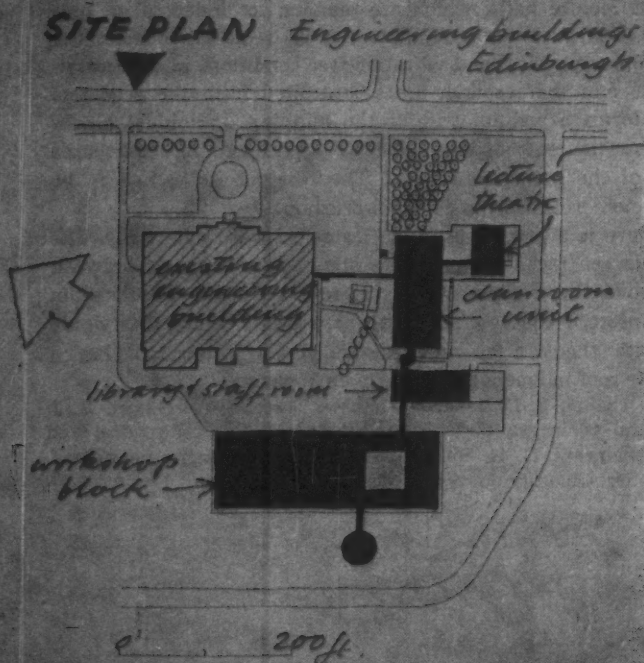 SITE PLAN Engineering buildings
Edinburgh.
lecture
theatre
existing
engineering
building
classroom
unit
library & staff room
workshop
block
0' 200 ft.